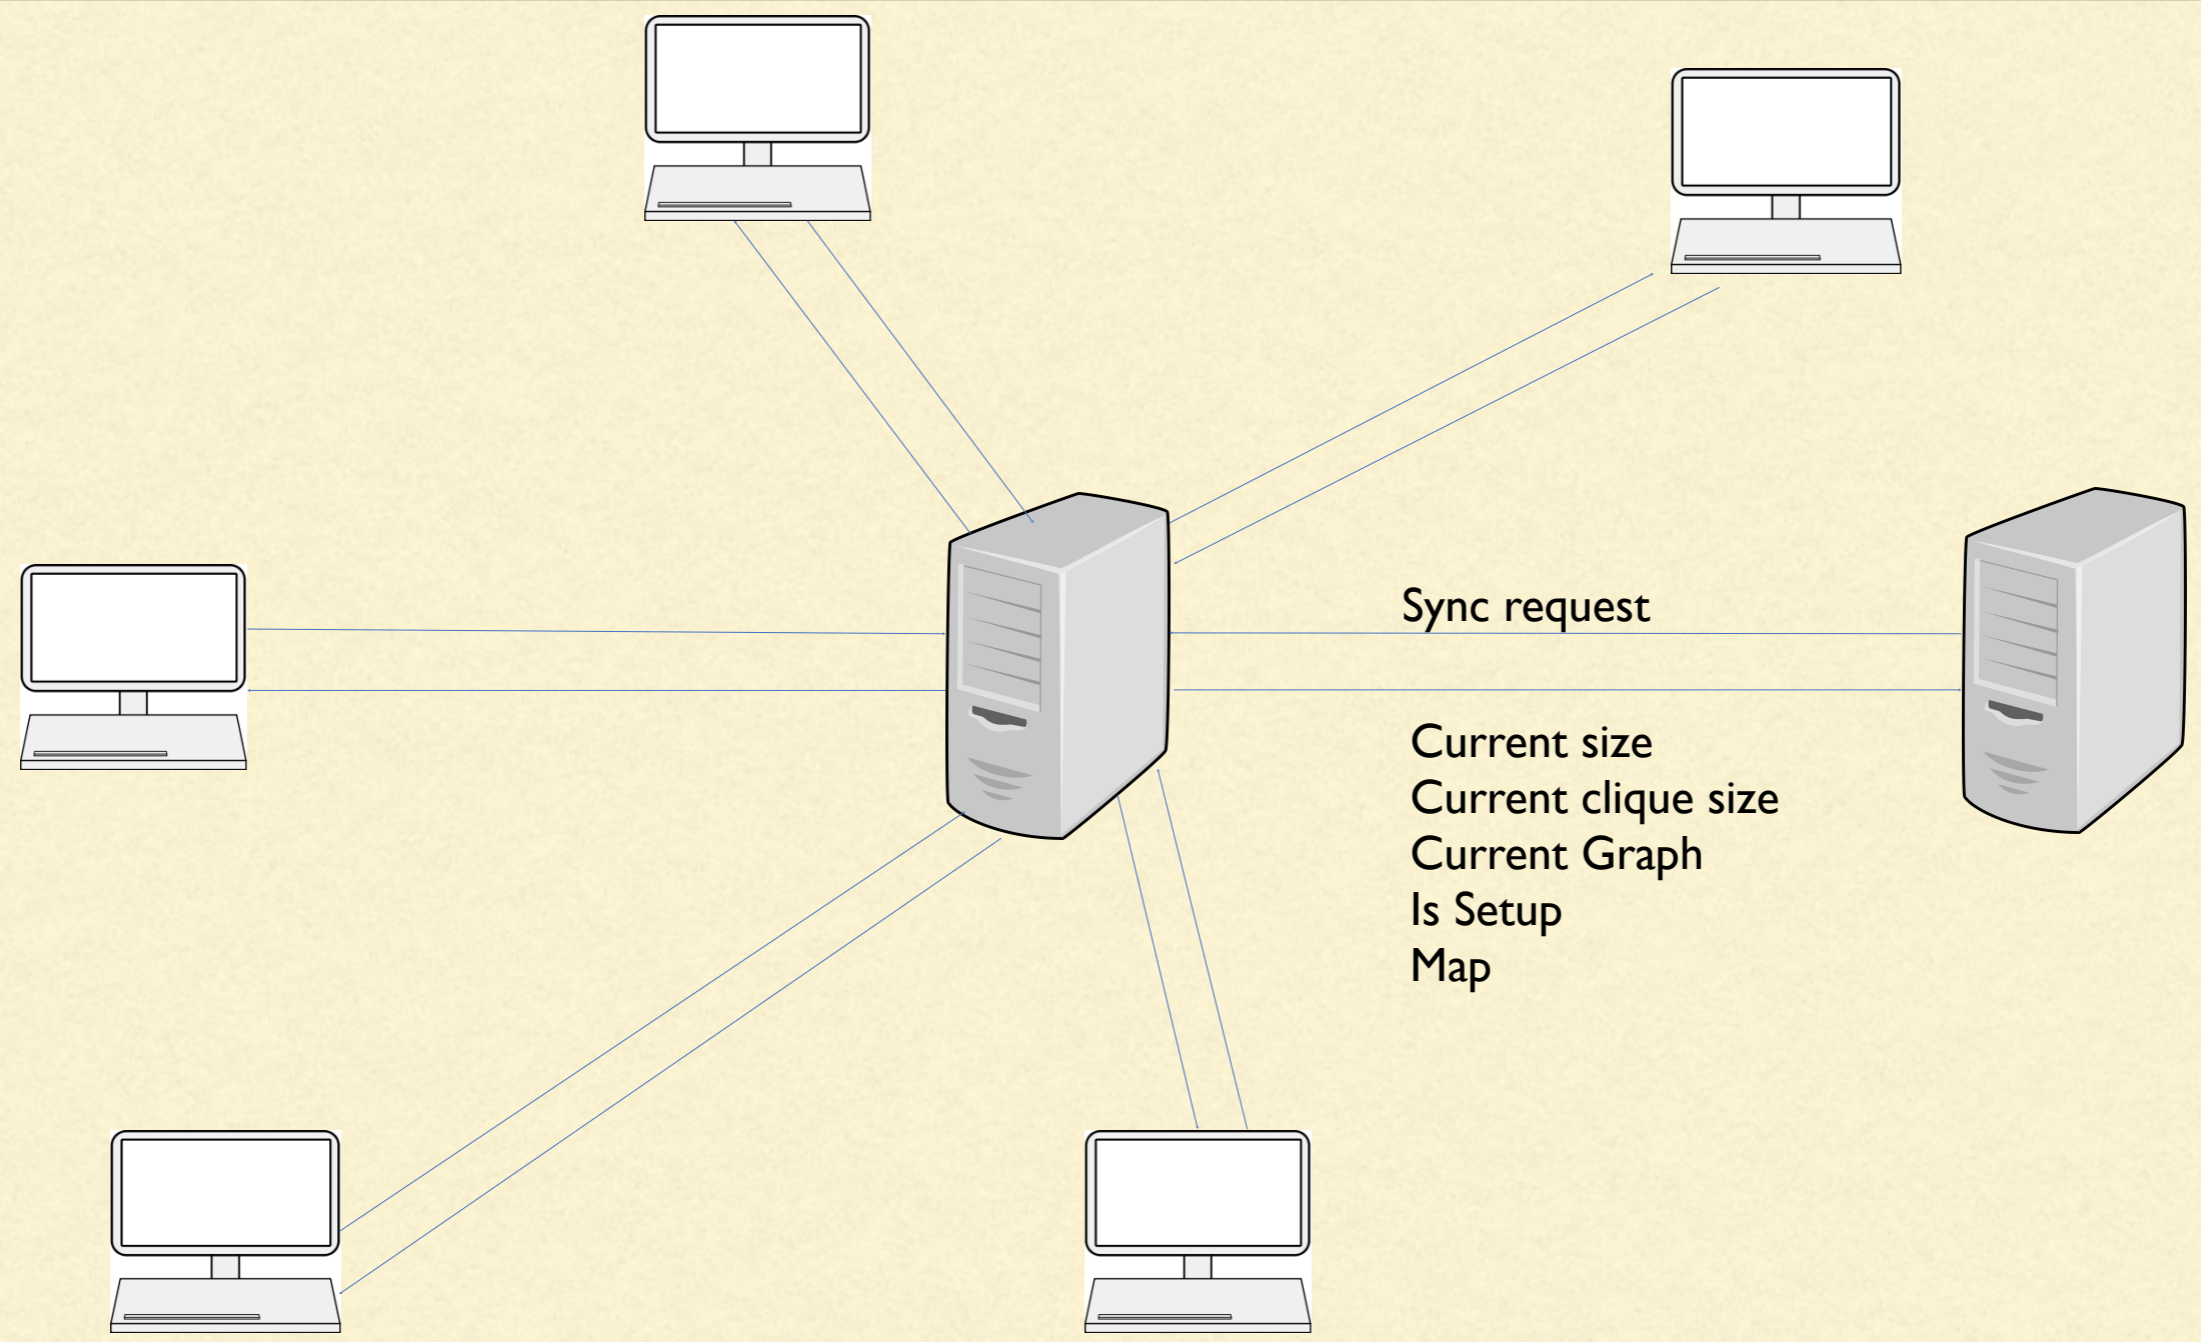 Sync request
Current size
Current clique size
Current Graph
Is Setup
Map